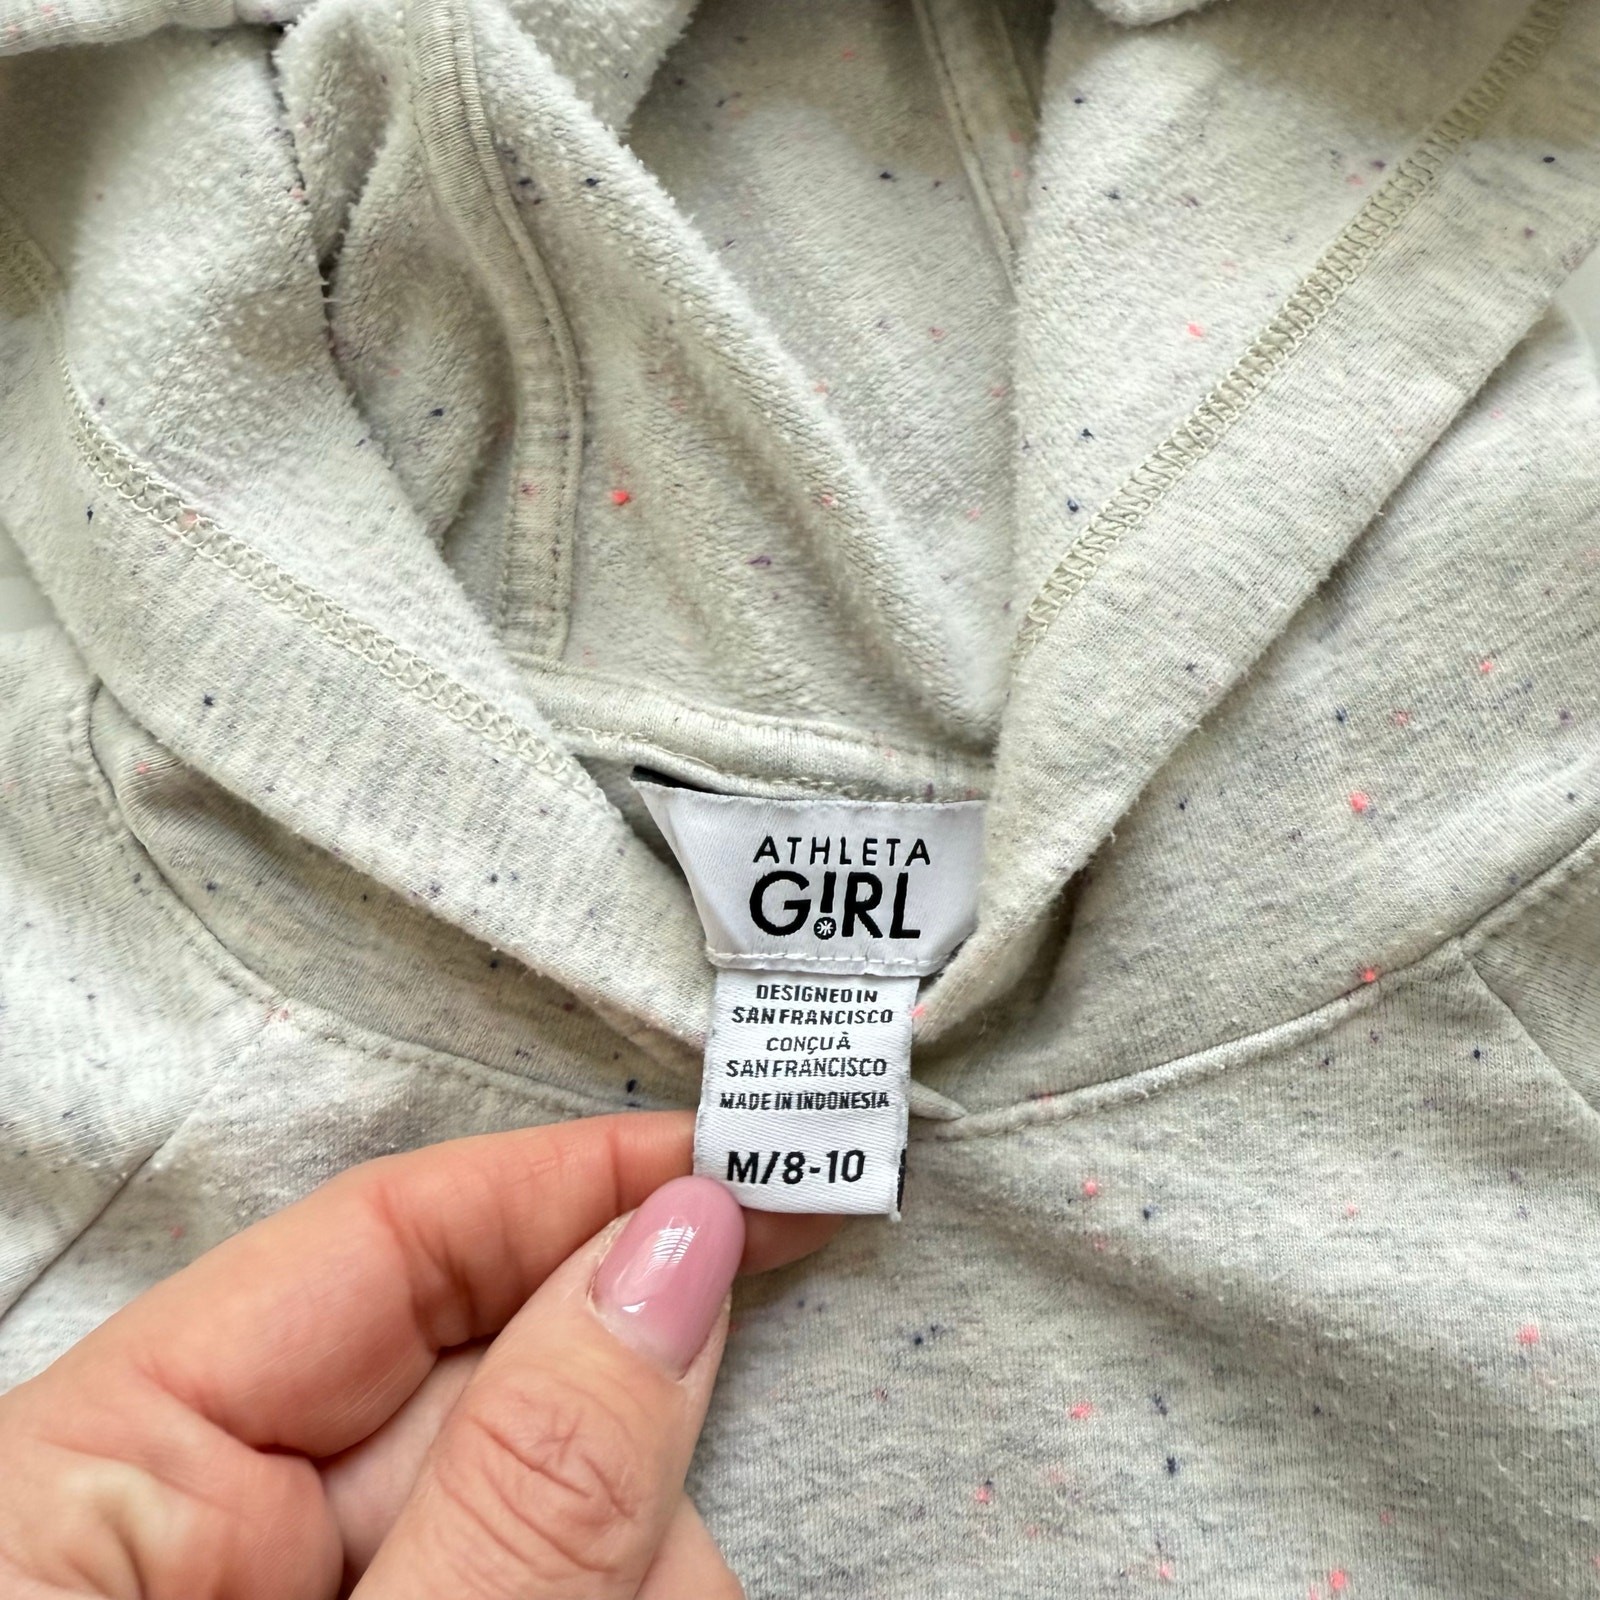 ATHLETA
G!RL
DESIGNED IN
SAN FRANCISCO
CONÇU À
SAN FRANCISCO
MADE IN INDONESIA
M/8-10